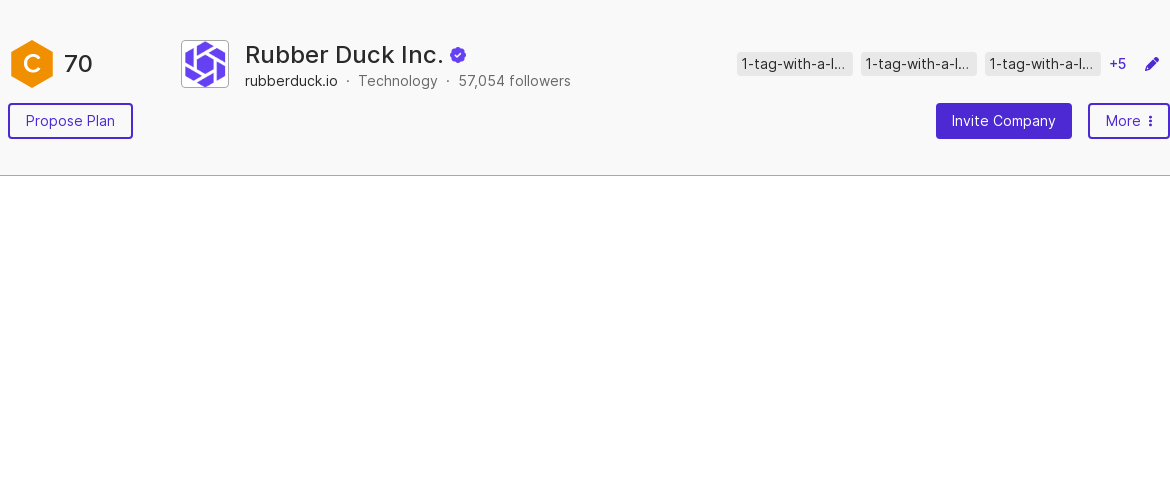 C 70
Rubber Duck Inc.
rubberduck.io · Technology · 57,054 followers
1-tag-with-a-l... 1-tag-with-a-l... 1-tag-with-a-l... +5
Propose Plan
Invite Company
More